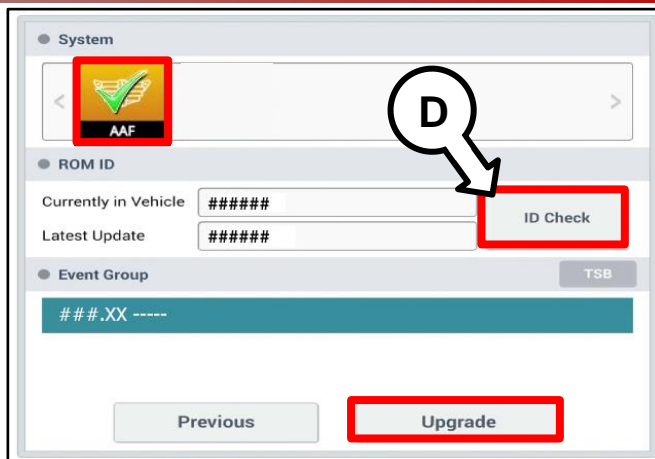 System
< >
AAF
D
ROM ID
Currently in Vehicle ######
ID Check
Latest Update ######
Event Group TSB
###.XX -----
Previous Upgrade